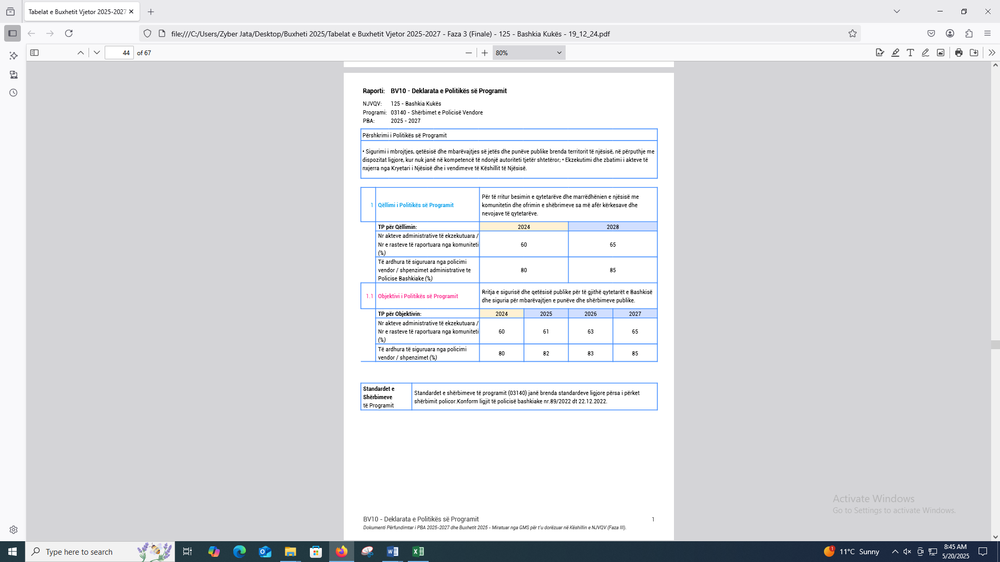 Tabelat e Buxhetit Vjetor 2025-2027
file:///C:/Users/Zyber Jata/Desktop/Buxheti 2025/Tabelat e Buxhetit Vjetor 2025-2027 - Faza 3 (Finale) - 125 - Bashkia Kukës - 19_12_24.pdf
44 of 67
80%
Raporti: BV10 - Deklarata e Politikës së Programit
NJVQV: 125 - Bashkia Kukës
Programi: 03140 - Shërbimet e Policisë Vendore
PBA: 2025 - 2027
Përshkrimi i Politikës së Programit
• Sigurimi i mbrojtjes, qetësisë dhe mbarëvajtjes së jetës dhe punëve publike brenda territorit të njësisë, në përputhje me
dispozitat ligjore, kur nuk janë në kompetencë të ndonjë autoriteti tjetër shtetëror; • Ekzekutimi dhe zbatimi i akteve të
nxjerra nga Kryetari i Njësisë dhe i vendimeve të Këshillit të Njësisë.
1 Qëllimi i Politikës së Programit
Për të rritur besimin e qytetarëve dhe marrëdhënien e njësisë me
komunitetin dhe ofrimin e shëbrimeve sa më afër kërkesave dhe
nevojave të qytetarëve.
TP për Qëllimin: 2024 2028
Nr akteve administrative të ekzekutuara /
Nr e rasteve të raportuara nga komuniteti
(%)
60 65
Të ardhura të siguruara nga policimi
vendor / shpenzimet administrative te
Policise Bashkiake (%)
80 85
1.1 Objektivi i Politikës së Programit
Rritja e sigurisë dhe qetësisë publike për të gjithë qytetarët e Bashkisë
dhe siguria për mbarëvajtjen e punëve dhe shërbimeve publike.
TP për Objektivin: 2024 2025 2026 2027
Nr akteve administrative të ekzekutuara /
Nr e rasteve të raportuara nga komuniteti
(%)
60 61 63 65
Të ardhura të siguruara nga policimi
vendor / shpenzimet (%)
80 82 83 85
Standardet e
Shërbimeve
të Programit
Standardet e shërbimeve të programit (03140) janë brenda standardeve ligjore përsa i përket
shërbimit policor.Konform ligjit të policisë bashkiake nr.89/2022 dt 22.12.2022.
BV10 - Deklarata e Politikës së Programit 1
Dokumenti Përfundimtar i PBA 2025-2027 dhe Buxhetit 2025 - Miratuar nga GMS për t'u dorëzuar në Këshillin e NJVQV (Faza III).
Activate Windows
Go to Settings to activate Windows.
Type here to search
1
11°C Sunny
8:45 AM
5/20/2025